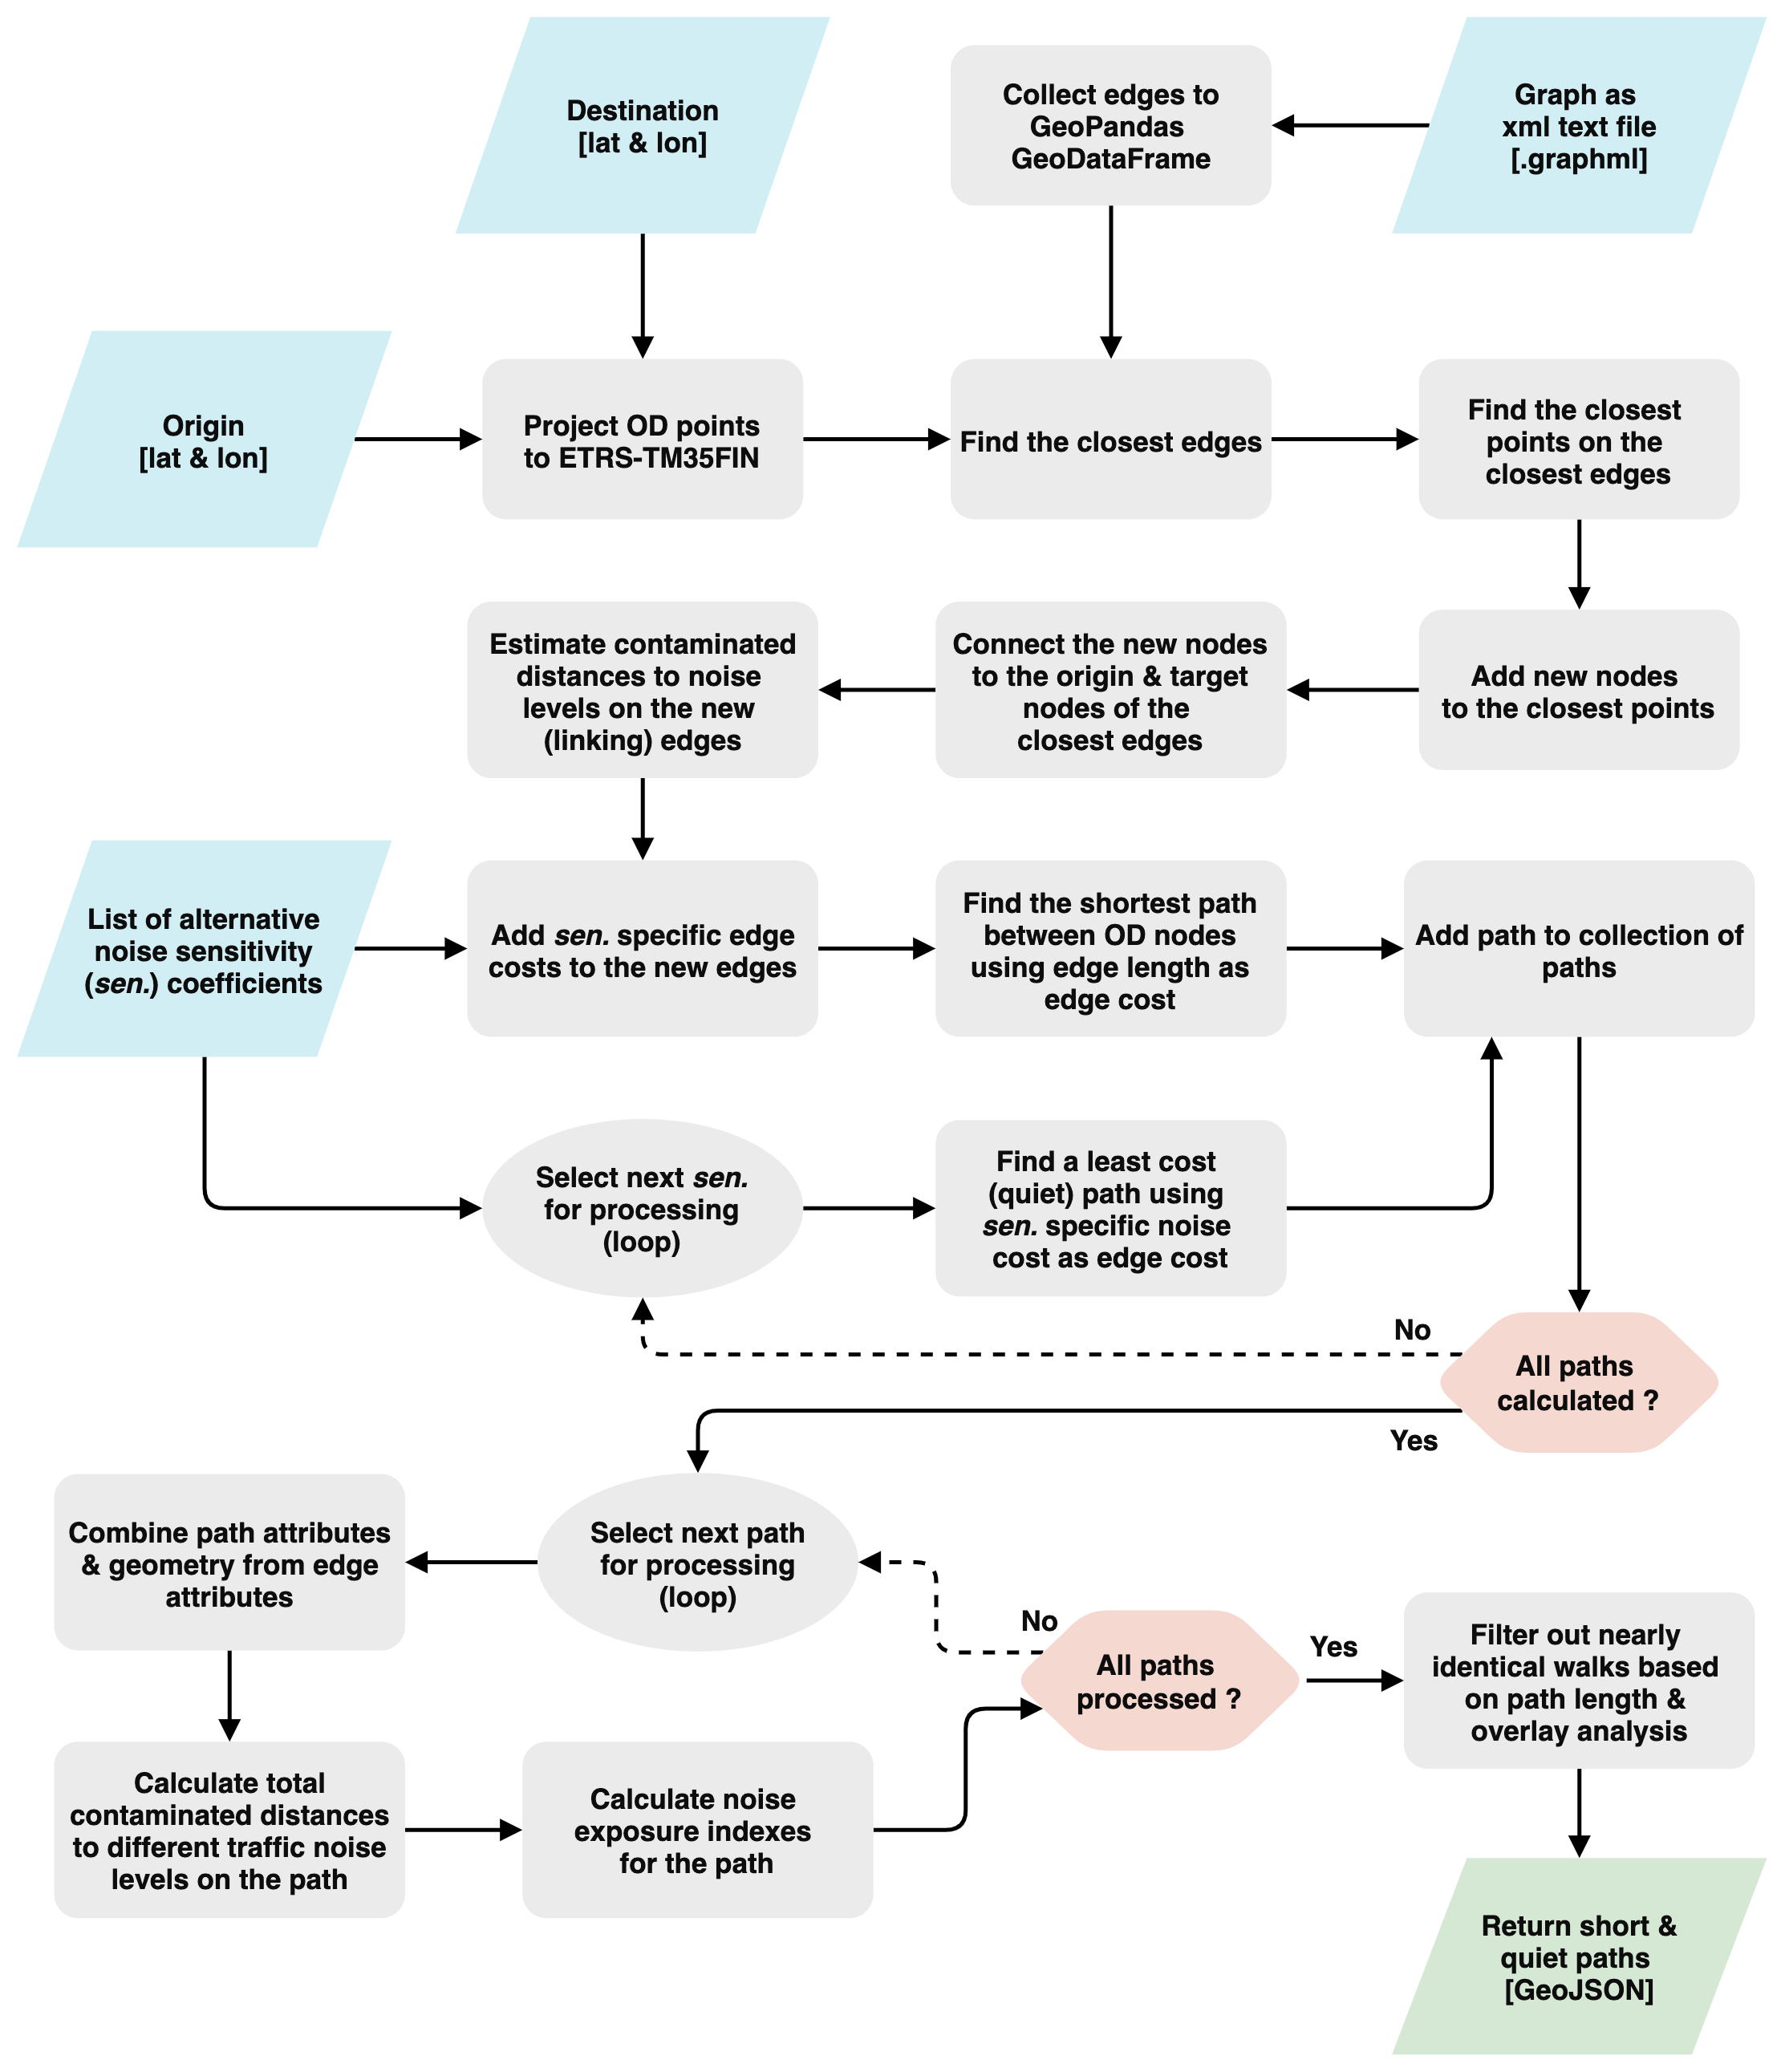 Destination
[lat & lon]
Collect edges to
GeoPandas
GeoDataFrame
Graph as
xml text file
[.graphml]
Origin
[lat & lon]
Project OD points
to ETRS-TM35FIN
Find the closest edges
Find the closest
points on the
closest edges
Estimate contaminated
distances to noise
levels on the new
(linking) edges
Connect the new nodes
to the origin & target
nodes of the
closest edges
Add new nodes
to the closest points
List of alternative
noise sensitivity
(sen.) coefficients
Add sen. specific edge
costs to the new edges
Find the shortest path
between OD nodes
using edge length as
edge cost
Add path to collection of
paths
Select next sen.
for processing
(loop)
Find a least cost
(quiet) path using
sen. specific noise
cost as edge cost
No
All paths
calculated ?
Yes
Combine path attributes
& geometry from edge
attributes
Select next path
for processing
(loop)
No
All paths
processed ?
Yes
Filter out nearly
identical walks based
on path length &
overlay analysis
Calculate total
contaminated distances
to different traffic noise
levels on the path
Calculate noise
exposure indexes
for the path
Return short &
quiet paths
[GeoJSON]